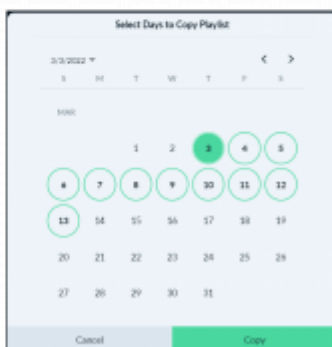 Select Days to Copy Playlist
3/3/2022
S M T W T F S
MAR
1 2 3 4 5
6 7 8 9 10 11 12
13 14 15 16 17 18 19
20 21 22 23 24 25 26
27 28 29 30 31
Cancel Copy